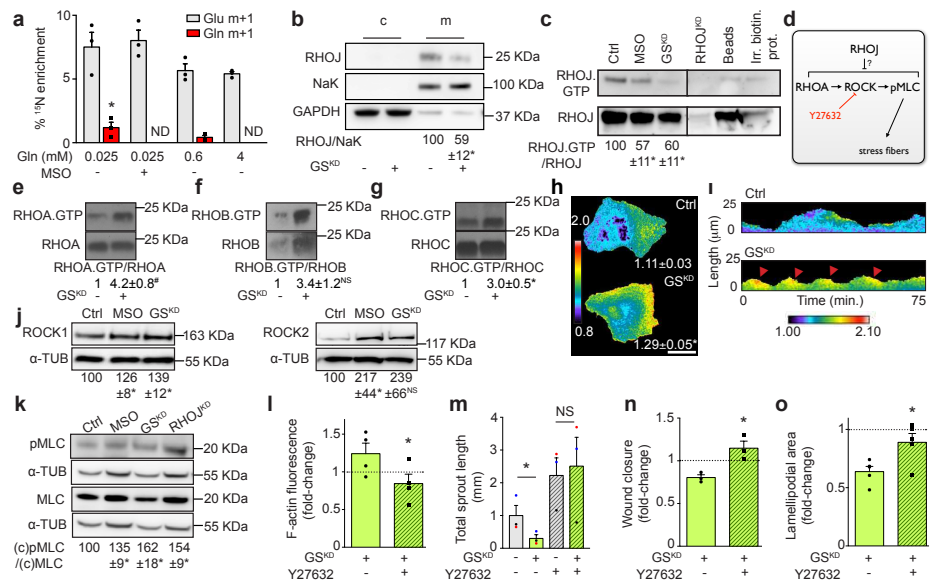 a
Glu m+1
Gln m+1
% 15N enrichment
10
5
0
*
ND
ND
Gln (mM) 0.025 0.025 0.6 4
MSO - + - -
b
c m
RHOJ 25 KDa
NaK 100 KDa
GAPDH 37 KDa
RHOJ/NaK 100 59
±12*
GSKD - + - +
c
Ctrl MSO GSKD RHOJKD Beads Irr. biotin. prot.
RHOJ.
GTP
RHOJ
RHOJ.GTP 100 57 60
/RHOJ ±11* ±11*
d
RHOJ
?
RHOA ROCK pMLC
Y27632
stress fibers
e
25 KDa
RHOA.GTP
25 KDa
RHOA
RHOA.GTP/RHOA
1 4.2±0.8#
GSKD - +
f
25 KDa
RHOB.GTP
25 KDa
RHOB
RHOB.GTP/RHOB
1 3.4±1.2NS
GSKD - +
g
25 KDa
RHOC.GTP
25 KDa
RHOC
RHOC.GTP/RHOC
1 3.0±0.5*
GSKD - +
h
Ctrl
2.0
1.11±0.03
GSKD
0.8
1.29±0.05*
ı
Ctrl
25
0
GSKD
25
0
Length (µm)
0 Time (min.) 75
1.00 2.10
j
Ctrl MSO GSKD
ROCK1 163 KDa
α-TUB 55 KDa
100 126 139
±8* ±12*
Ctrl MSO GSKD
ROCK2
117 KDa
α-TUB 55 KDa
100 217 239
±44* ±66NS
k
Ctrl MSO GSKD RHOJKD
pMLC 20 KDa
α-TUB 55 KDa
MLC 20 KDa
α-TUB 55 KDa
(c)pMLC 100 135 162 154
/(c)MLC ±9* ±18* ±9*
l
F-actin fluorescence
(fold-change)
2.0
1.5
1.0
0.5
0
*
GSKD + +
Y27632 - +
m
Total sprout length
(mm)
4
3
2
1
0
*
NS
GSKD - + - +
Y27632 - - + +
n
Wound closure
(fold-change)
2.0
1.5
1.0
0.5
0
*
GSKD + +
Y27632 - +
o
Lamellipodial area
(fold-change)
1.0
0.8
0.6
0.4
0.2
0
*
GSKD + +
Y27632 - +